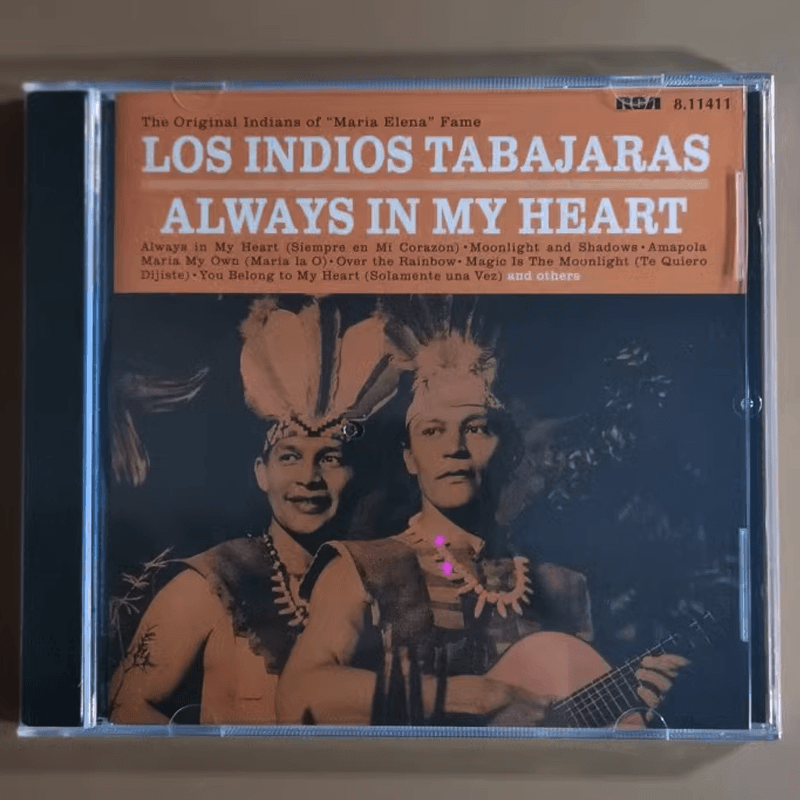 RCA 8.11411
The Original Indians of "Maria Elena" Fame
LOS INDIOS TABAJARAS
ALWAYS IN MY HEART
Always in My Heart (Siempre en Mi Corazon) • Moonlight and Shadows • Amapola
Maria My Own (Maria la O) • Over the Rainbow • Magic Is The Moonlight (Te Quiero
Dijiste) • You Belong to My Heart (Solamente una Vez) and others